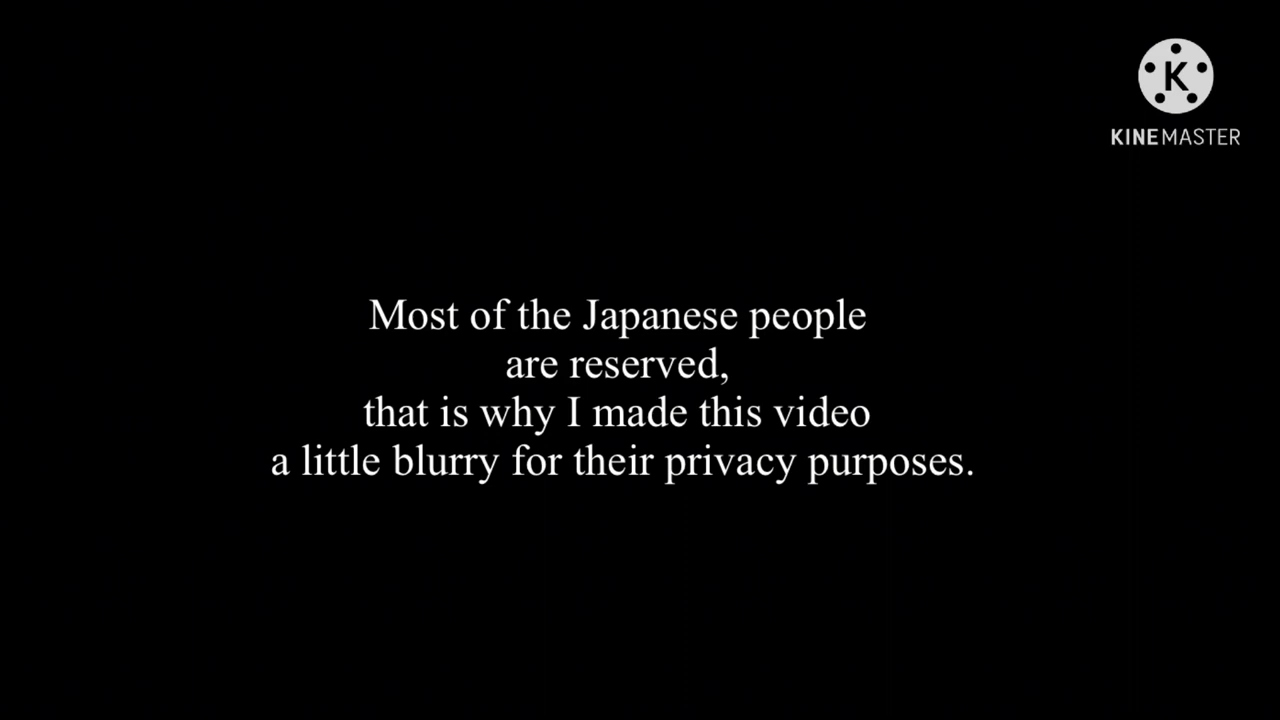 K
KINEMASTER
Most of the Japanese people
are reserved,
that is why I made this video
a little blurry for their privacy purposes.